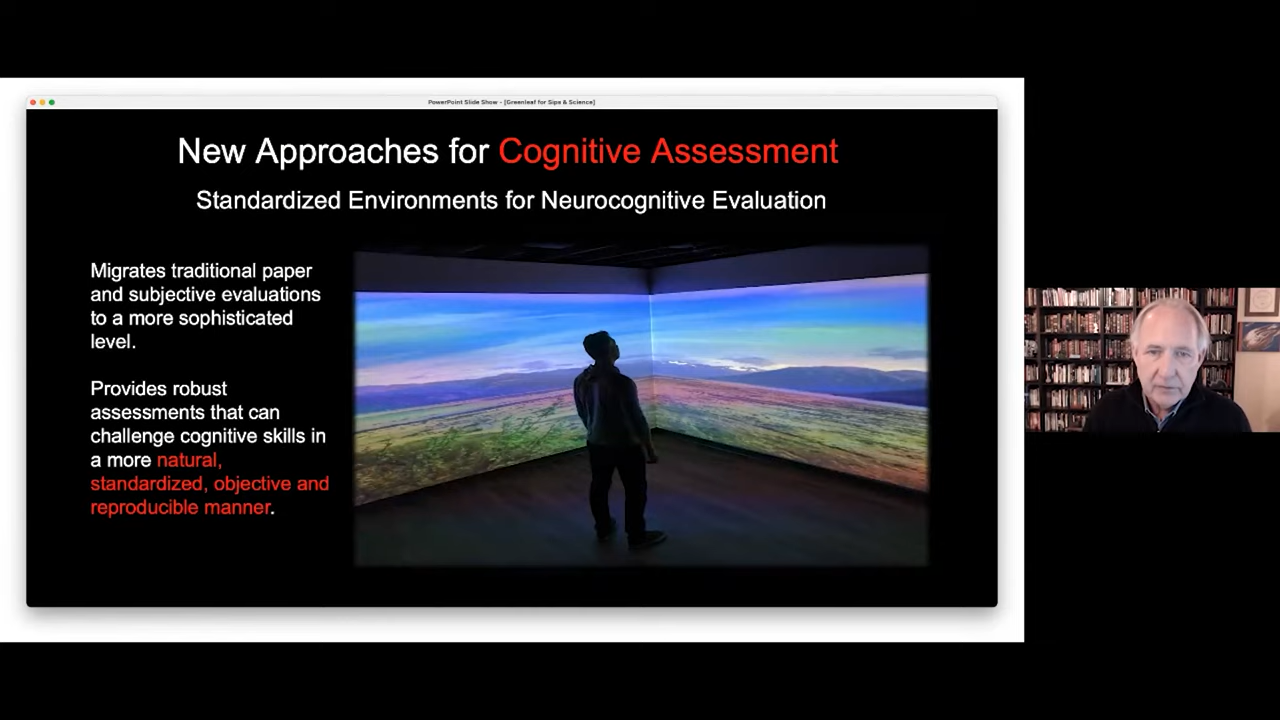 PowerPoint Slide Show - [Greenleaf for Sips & Science]
New Approaches for Cognitive Assessment
Standardized Environments for Neurocognitive Evaluation
Migrates traditional paper
and subjective evaluations
to a more sophisticated
level.
Provides robust
assessments that can
challenge cognitive skills in
a more natural,
standardized, objective and
reproducible manner.